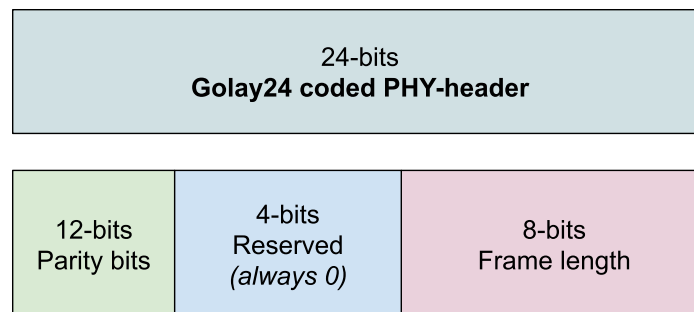 24-bits
Golay24 coded PHY-header
12-bits
Parity bits
4-bits
Reserved
(always 0)
8-bits
Frame length